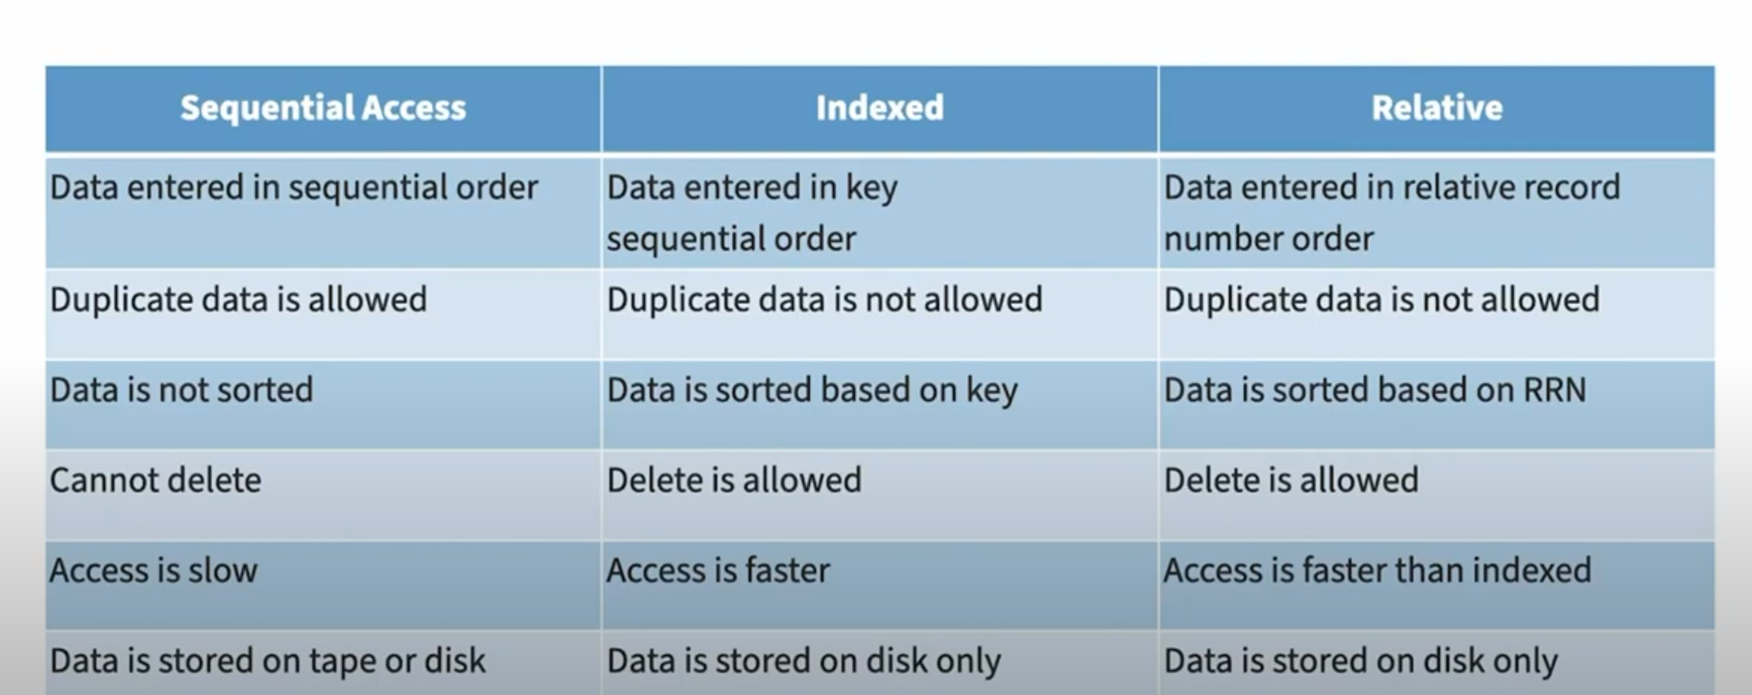 Sequential Access
Indexed
Relative
Data entered in sequential order
Data entered in key
sequential order
Data entered in relative record
number order
Duplicate data is allowed
Duplicate data is not allowed
Duplicate data is not allowed
Data is not sorted
Data is sorted based on key
Data is sorted based on RRN
Cannot delete
Delete is allowed
Delete is allowed
Access is slow
Access is faster
Access is faster than indexed
Data is stored on tape or disk
Data is stored on disk only
Data is stored on disk only